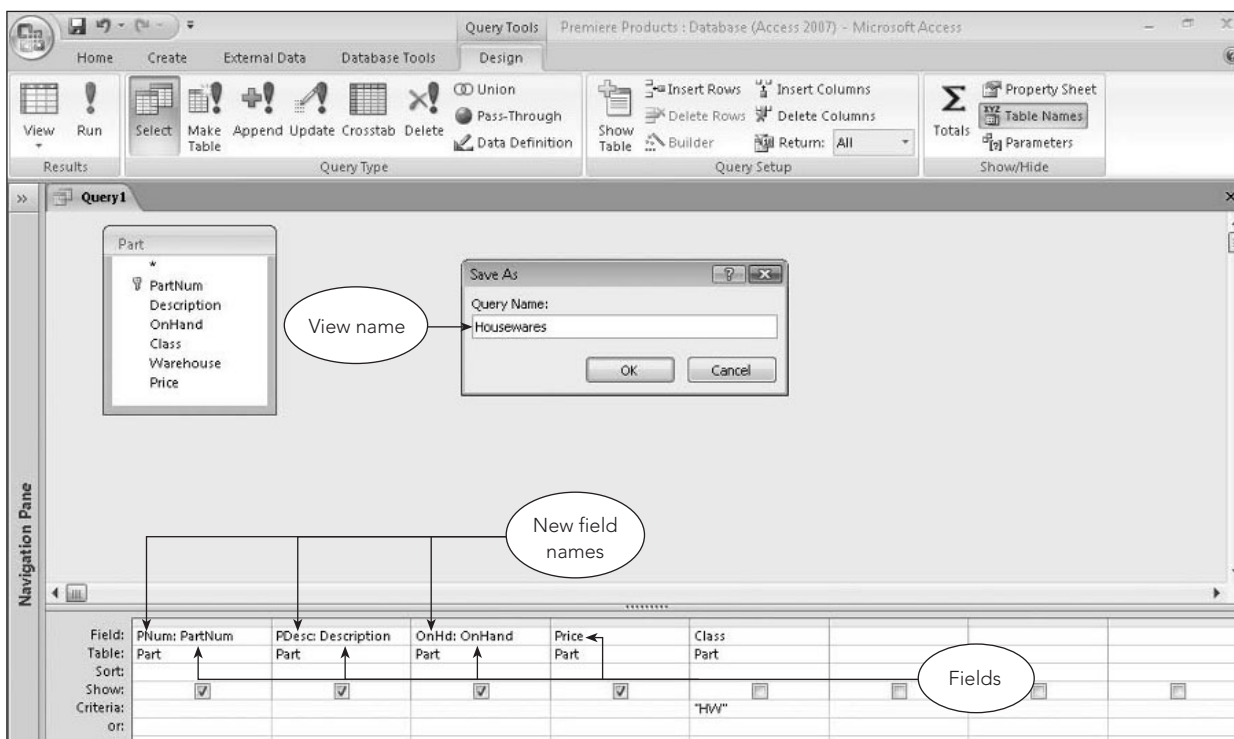 Query Tools
Premiere Products : Database (Access 2007) - Microsoft Access
Home Create External Data Database Tools Design
View
Run
Select
Make Table
Append
Update
Crosstab
Delete
Union
Pass-Through
Data Definition
Show Table
Insert Rows
Delete Rows
Builder
Insert Columns
Delete Columns
Return: All
Totals
Property Sheet
XYZ
Table Names
Parameters
Results
Query Type
Query Setup
Show/Hide
Query1
Part
*
PartNum
Description
OnHand
Class
Warehouse
Price
View name
Save As
Query Name:
Housewares
OK
Cancel
Navigation Pane
New field names
Field: PNum: PartNum PDesc: Description OnHd: OnHand Price Class
Table: Part Part Part Part Part
Sort:
Show:
Criteria: "HW"
or:
Fields